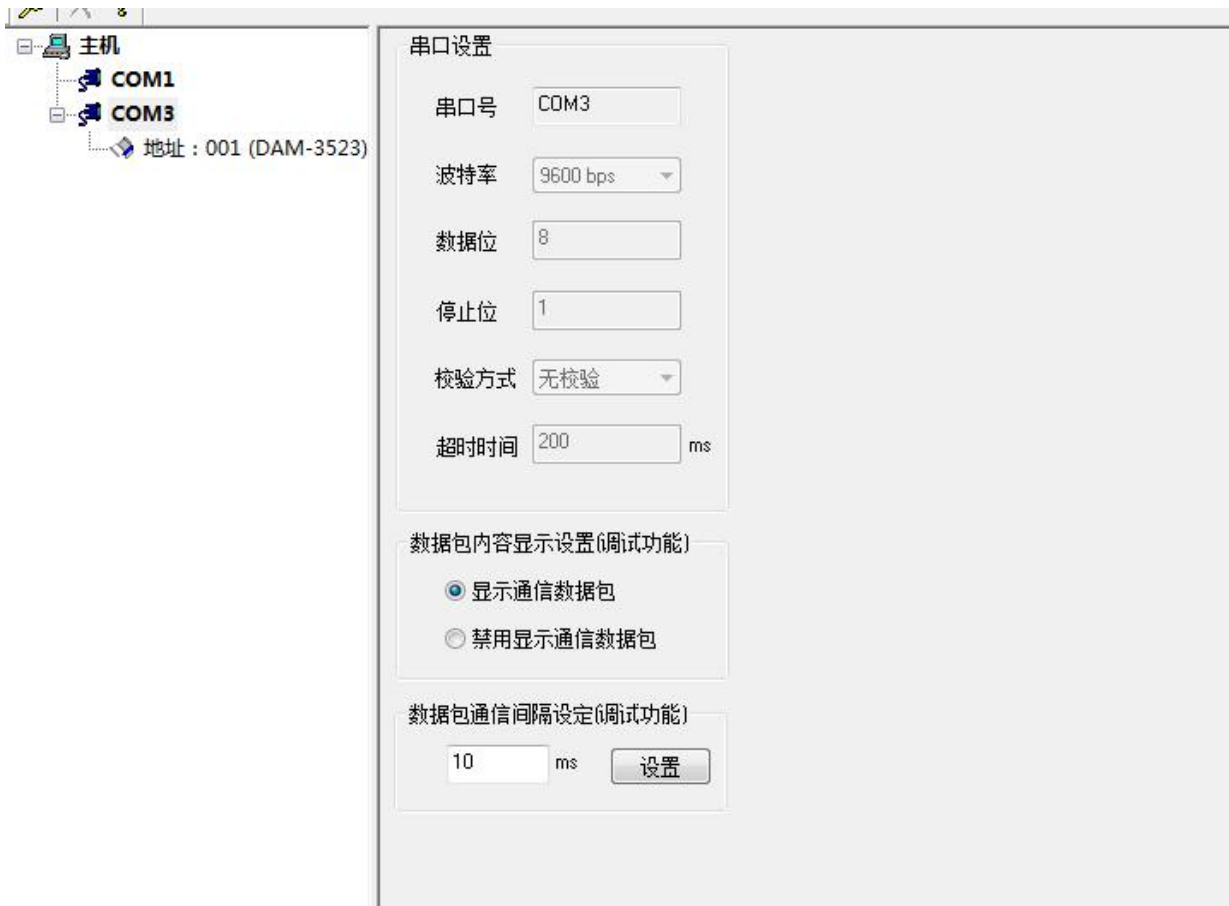 主机
COM1
COM3
地址：001 (DAM-3523)
串口设置
串口号 COM3
波特率 9600 bps
数据位 8
停止位 1
校验方式 无校验
超时时间 200 ms
数据包内容显示设置(调试功能)
显示通信数据包
禁用显示通信数据包
数据包通信间隔设定(调试功能)
10 ms 设置